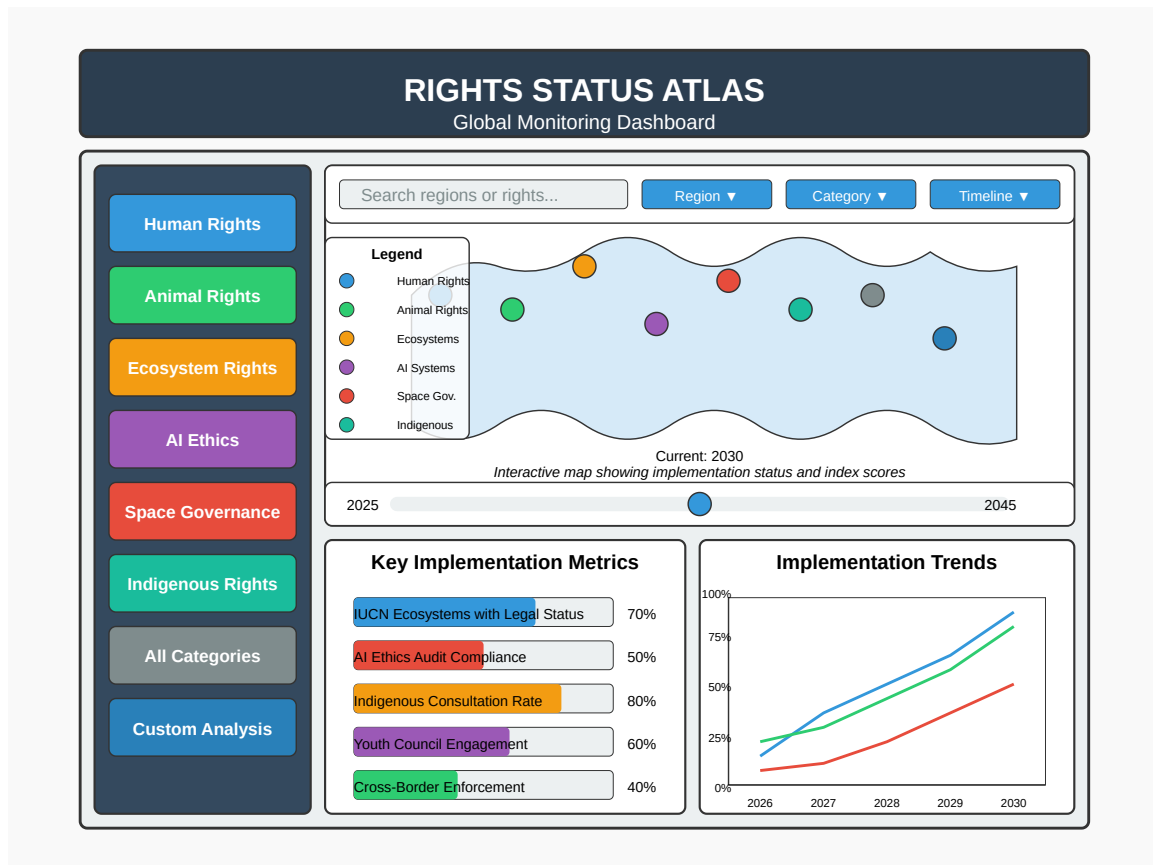 RIGHTS STATUS ATLAS
Global Monitoring Dashboard
Human Rights
Animal Rights
Ecosystem Rights
AI Ethics
Space Governance
Indigenous Rights
All Categories
Custom Analysis
Search regions or rights...
Region ▼
Category ▼
Timeline ▼
Legend
Human Rights
Animal Rights
Ecosystems
AI Systems
Space Gov.
Indigenous
Current: 2030
Interactive map showing implementation status and index scores
2025
2045
Key Implementation Metrics
IUCN Ecosystems with Legal Status 70%
AI Ethics Audit Compliance 50%
Indigenous Consultation Rate 80%
Youth Council Engagement 60%
Cross-Border Enforcement 40%
Implementation Trends
100%
75%
50%
25%
0%
2026 2027 2028 2029 2030